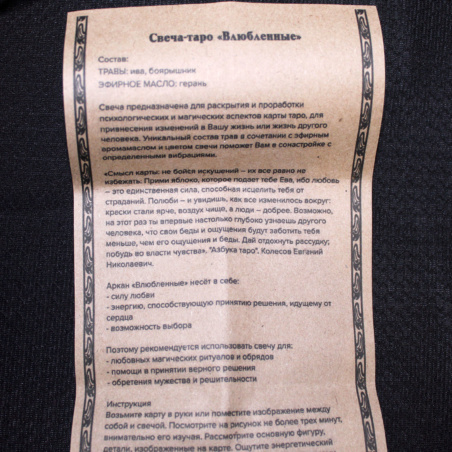 Свеча-таро «Влюбленные»
Состав:
ТРАВЫ: ива, боярышник
ЭФИРНОЕ МАСЛО: герань
Свеча предназначена для раскрытия и проработки
психологических и магических аспектов карты таро, для
привнесения изменений в Вашу жизнь или жизнь другого
человека. Уникальный состав трав в сочетании с эфирным
аромамаслом и цветом свечи поможет Вам в сонастройке с
определенными вибрациями.
«Смысл карты: не бойся искушений – их все равно не
избежать. Прими яблоко, которое подает тебе Ева, ибо любовь
– это единственная сила, способная исцелить тебя от
страданий. Полюби – и увидишь, как все изменилось вокруг:
краски стали ярче, воздух чище, а люди – добрее. Возможно,
на этот раз ты впервые настолько глубоко узнаешь другого
человека, что свои беды и ощущения будут заботить тебя
меньше, чем его ощущения и беды. Дай отдохнуть рассудку;
побудь во власти чувств». "Азбука таро". Колесов Евгений
Николаевич.
Аркан «Влюбленные» несёт в себе:
- силу любви
- энергию, способствующую принятию решения, идущему от
сердца
- возможность выбора
Поэтому рекомендуется использовать свечу для:
- любовных магических ритуалов и обрядов
- помощи в принятии верного решения
- обретения мужества и решительности
Инструкция
Возьмите карту в руки или поместите изображение между
собой и свечой. Посмотрите на рисунок не более трех минут,
внимательно его изучая. Рассмотрите основную фигуру,
детали, изображенные на карте. Ощутите энергетический